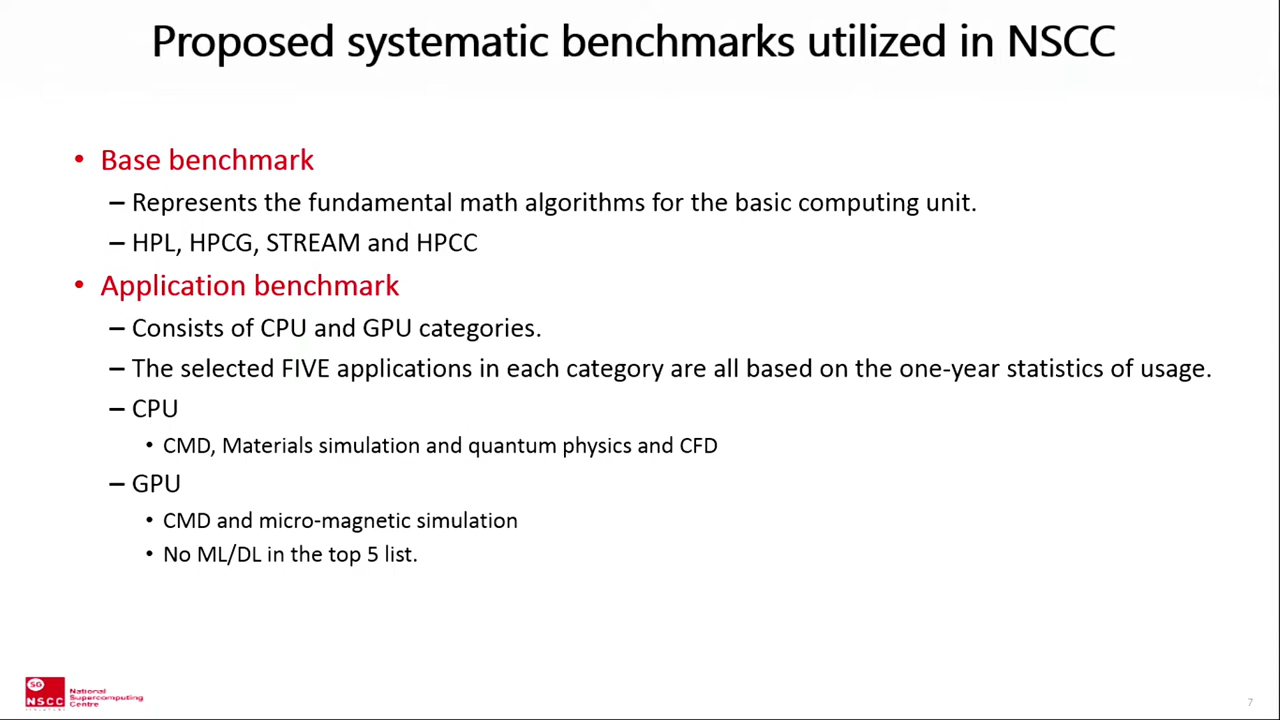 Proposed systematic benchmarks utilized in NSCC
• Base benchmark
– Represents the fundamental math algorithms for the basic computing unit.
– HPL, HPCG, STREAM and HPCC
• Application benchmark
– Consists of CPU and GPU categories.
– The selected FIVE applications in each category are all based on the one-year statistics of usage.
– CPU
• CMD, Materials simulation and quantum physics and CFD
– GPU
• CMD and micro-magnetic simulation
• No ML/DL in the top 5 list.
SG
NSCC
National
Supercomputing
Centre
7